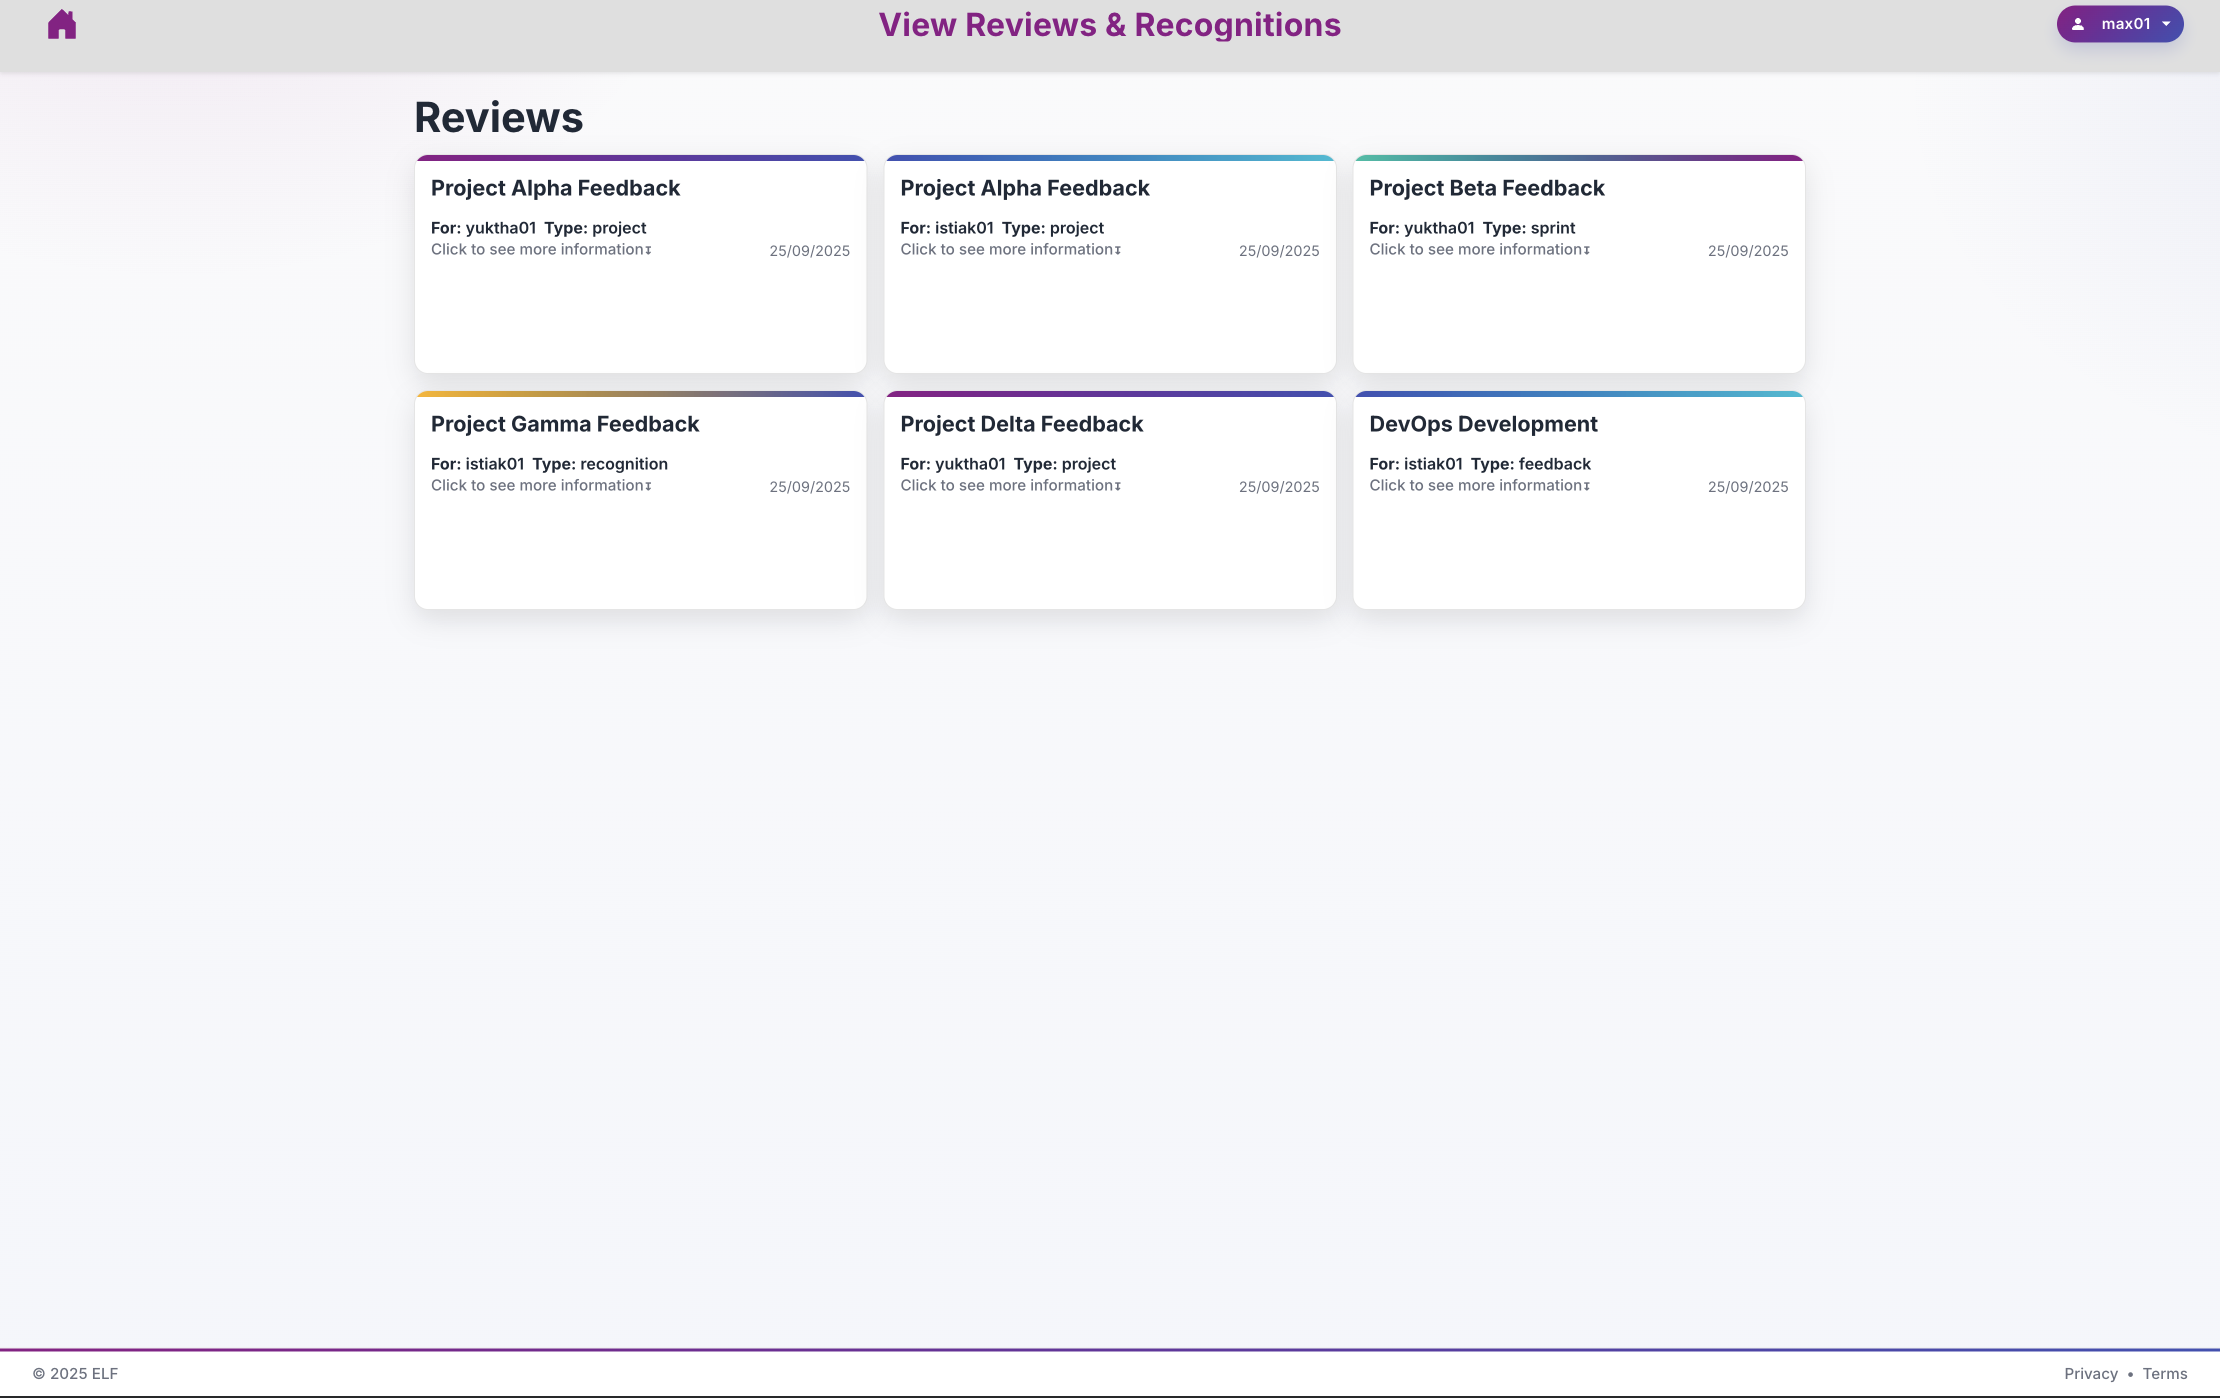 View Reviews & Recognitions
max01
Reviews
Project Alpha Feedback
For: yuktha01 Type: project
Click to see more information↧
25/09/2025
Project Alpha Feedback
For: istiak01 Type: project
Click to see more information↧
25/09/2025
Project Beta Feedback
For: yuktha01 Type: sprint
Click to see more information↧
25/09/2025
Project Gamma Feedback
For: istiak01 Type: recognition
Click to see more information↧
25/09/2025
Project Delta Feedback
For: yuktha01 Type: project
Click to see more information↧
25/09/2025
DevOps Development
For: istiak01 Type: feedback
Click to see more information↧
25/09/2025
© 2025 ELF
Privacy • Terms